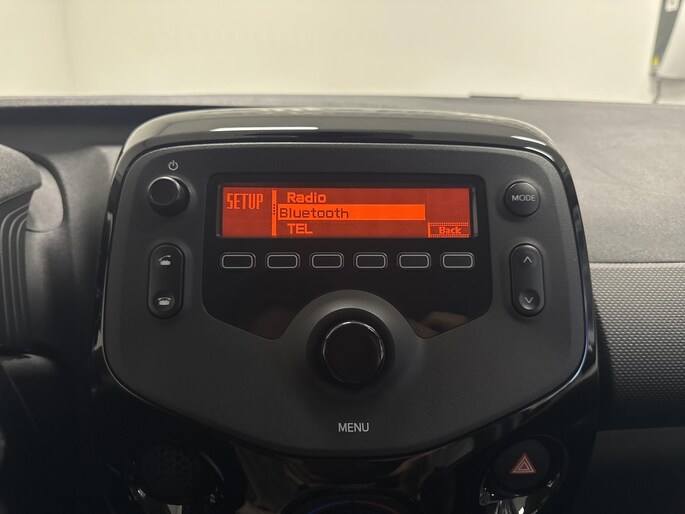 SETUP
Radio
Bluetooth
TEL
Back
MODE
MENU